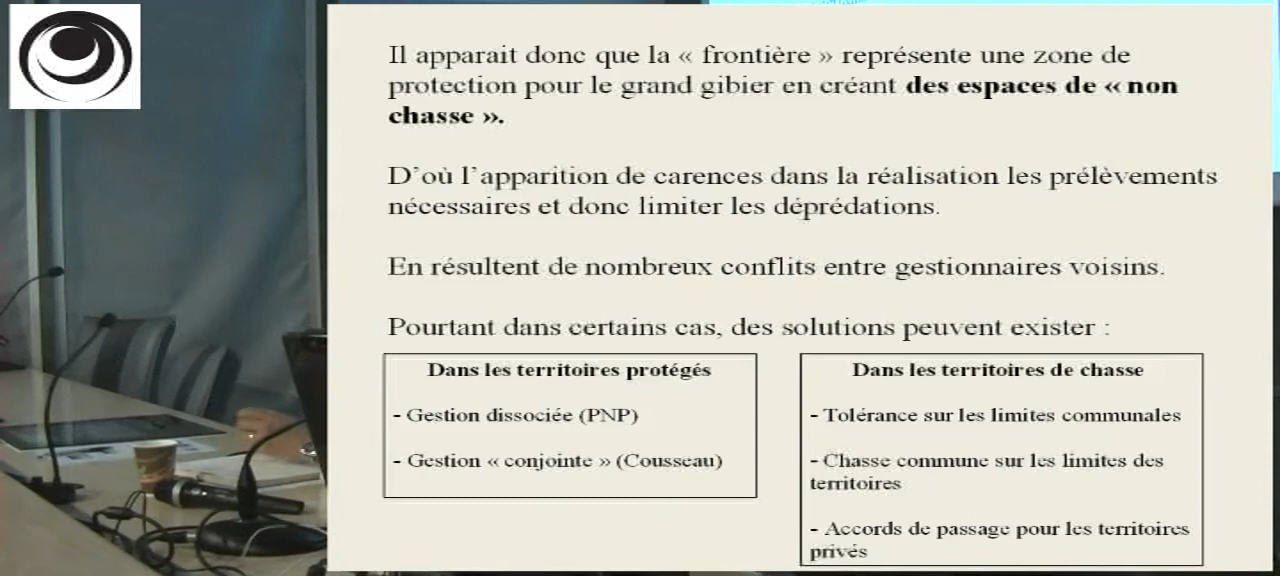 Il apparait donc que la « frontière » représente une zone de
protection pour le grand gibier en créant des espaces de « non
chasse ».
D'où l'apparition de carences dans la réalisation les prélèvements
nécessaires et donc limiter les déprédations.
En résultent de nombreux conflits entre gestionnaires voisins.
Pourtant dans certains cas, des solutions peuvent exister :
Dans les territoires protégés
- Gestion dissociée (PNP)
- Gestion « conjointe » (Cousseau)
Dans les territoires de chasse
- Tolérance sur les limites communales
- Chasse commune sur les limites des
territoires
- Accords de passage pour les territoires
privés